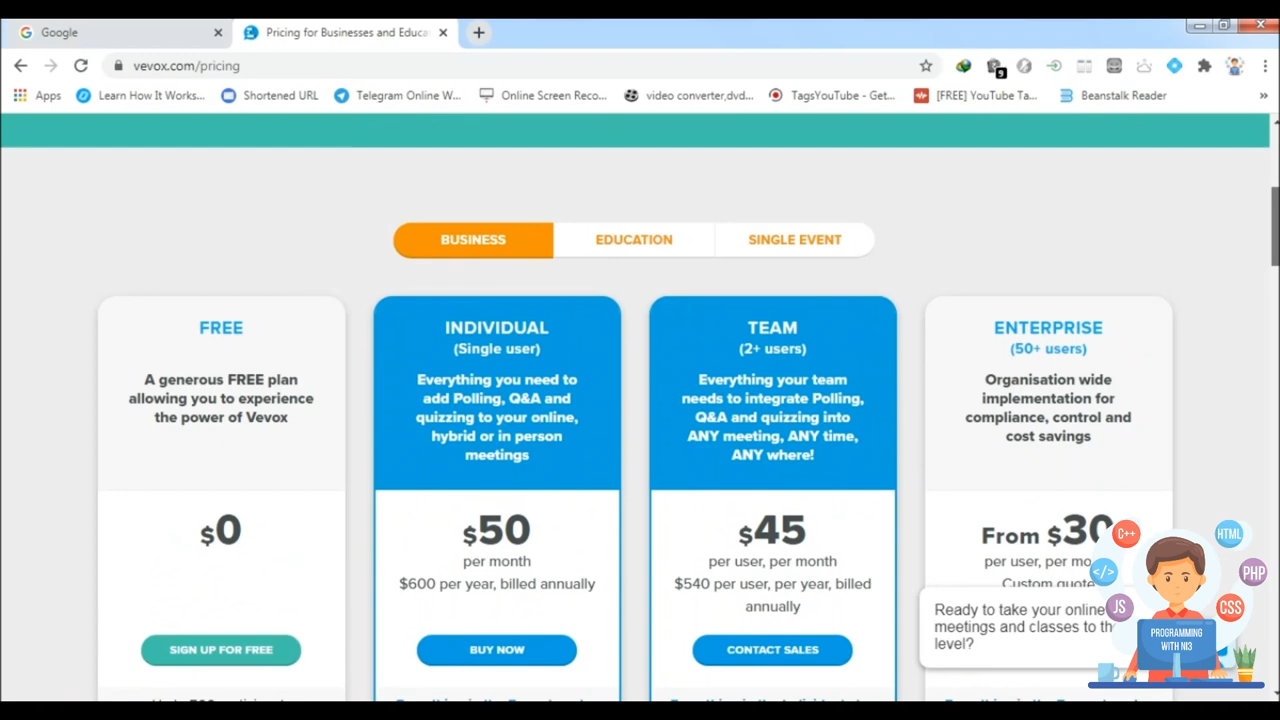 Google
Pricing for Businesses and Educa
vevox.com/pricing
9
Apps
Learn How It Works...
Shortened URL
Telegram Online W...
Online Screen Reco...
video converter,dvd...
TagsYouTube - Get...
[FREE] YouTube Ta...
Beanstalk Reader
»
BUSINESS
EDUCATION
SINGLE EVENT
FREE
A generous FREE plan
allowing you to experience
the power of Vevox
$0
SIGN UP FOR FREE
INDIVIDUAL
(Single user)
Everything you need to
add Polling, Q&A and
quizzing to your online,
hybrid or in person
meetings
$50
per month
$600 per year, billed annually
BUY NOW
TEAM
(2+ users)
Everything your team
needs to integrate Polling,
Q&A and quizzing into
ANY meeting, ANY time,
ANY where!
$45
per user, per month
$540 per user, per year, billed
annually
CONTACT SALES
ENTERPRISE
(50+ users)
Organisation wide
implementation for
compliance, control and
cost savings
From $30
per user, per mo
Custom quote
Ready to take your online
meetings and classes to th
level?
C++
HTML
</>
PHP
JS
CSS
PROGRAMMING
WITH NI3